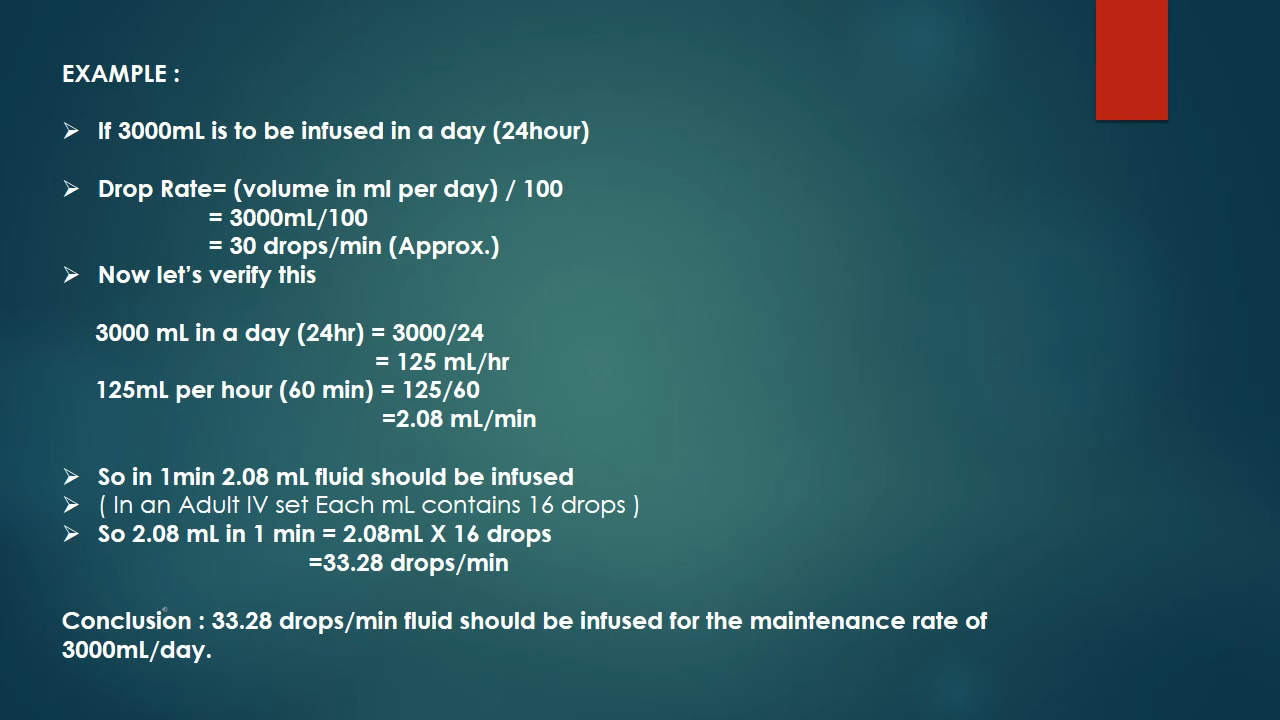 EXAMPLE :
➢ If 3000mL is to be infused in a day (24hour)
➢ Drop Rate= (volume in ml per day) / 100
= 3000mL/100
= 30 drops/min (Approx.)
➢ Now let’s verify this
3000 mL in a day (24hr) = 3000/24
= 125 mL/hr
125mL per hour (60 min) = 125/60
=2.08 mL/min
➢ So in 1min 2.08 mL fluid should be infused
➢ ( In an Adult IV set Each mL contains 16 drops )
➢ So 2.08 mL in 1 min = 2.08mL X 16 drops
=33.28 drops/min
Conclusion : 33.28 drops/min fluid should be infused for the maintenance rate of
3000mL/day.